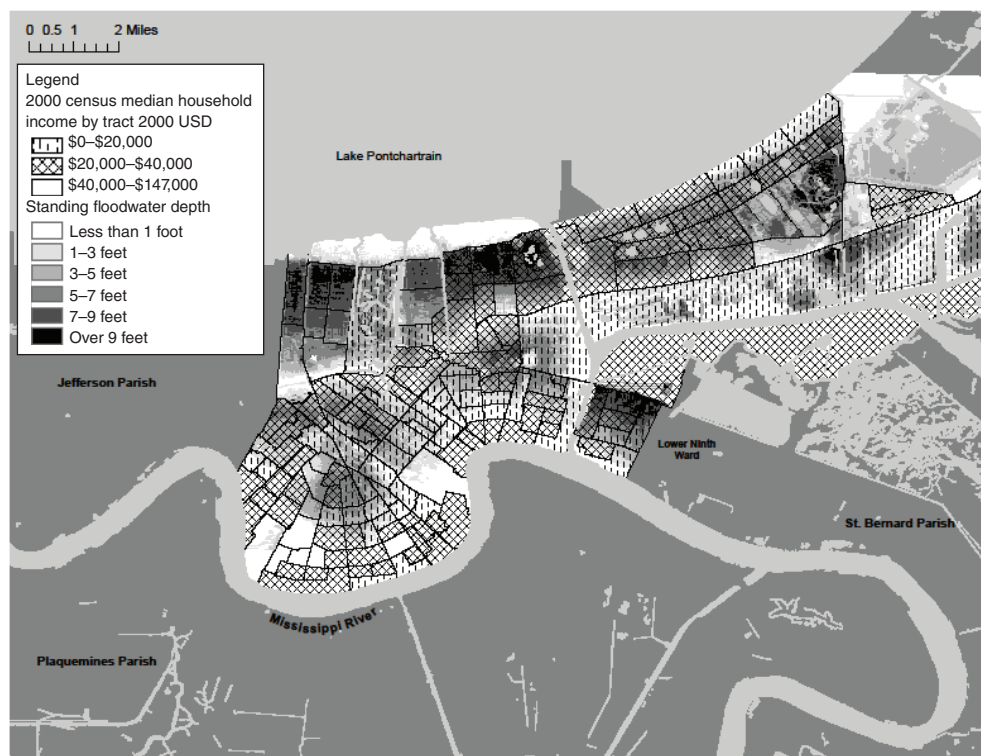 0 0.5 1 2 Miles
Legend
2000 census median household
income by tract 2000 USD
$0–$20,000
$20,000–$40,000
$40,000–$147,000
Standing floodwater depth
Less than 1 foot
1–3 feet
3–5 feet
5–7 feet
7–9 feet
Over 9 feet
Lake Pontchartrain
Jefferson Parish
Lower Ninth
Ward
St. Bernard Parish
Mississippi River
Plaquemines Parish